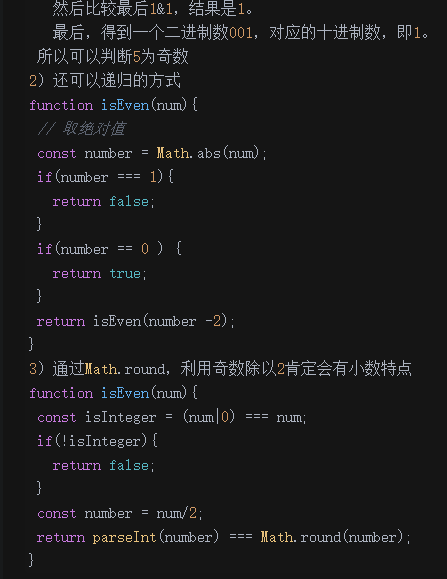 然后比较最后1&1，结果是1。
最后，得到一个二进制数001，对应的十进制数，即1。
所以可以判断5为奇数
2）还可以递归的方式
function isEven(num){
// 取绝对值
const number = Math.abs(num);
if(number === 1){
return false;
}
if(number == 0 ) {
return true;
}
return isEven(number -2);
}
3）通过Math.round，利用奇数除以2肯定会有小数特点
function isEven(num){
const isInteger = (num|0) === num;
if(!isInteger){
return false;
}
const number = num/2;
return parseInt(number) === Math.round(number);
}